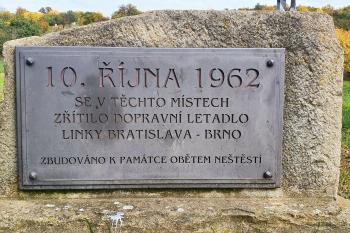 10. ŘÍJNA 1962
SE V TĚCHTO MÍSTECH
ZŘÍTILO DOPRAVNÍ LETADLO
LINKY BRATISLAVA - BRNO
ZBUDOVÁNO K PAMÁTCE OBĚTEM NEŠTĚSTÍ